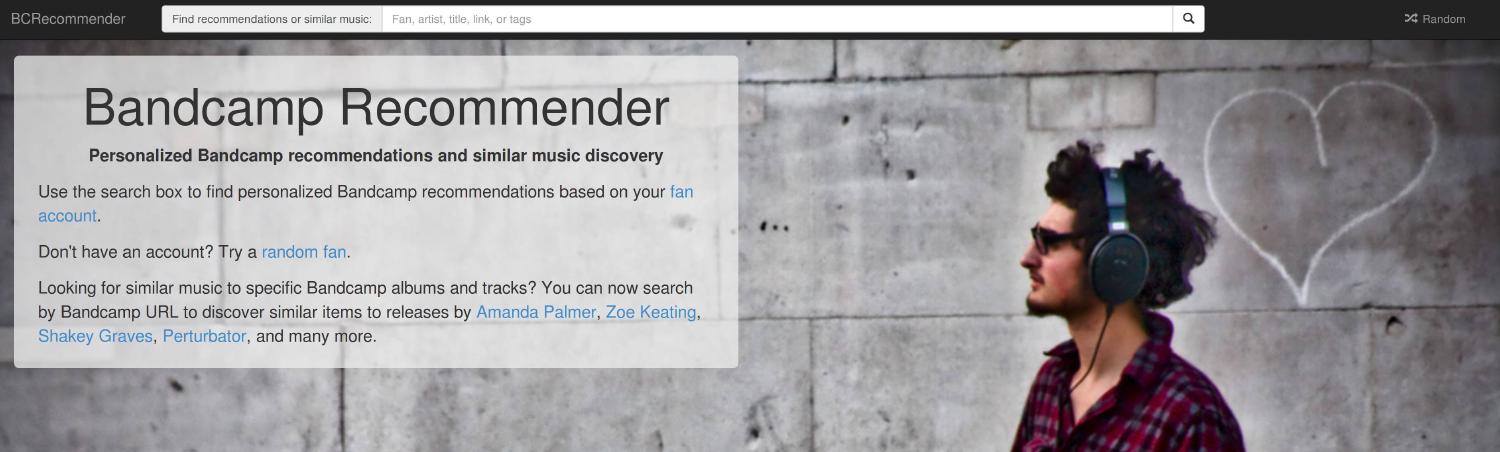 BCRecommender
Find recommendations or similar music:
Fan, artist, title, link, or tags
Random
Bandcamp Recommender
Personalized Bandcamp recommendations and similar music discovery
Use the search box to find personalized Bandcamp recommendations based on your fan
account.
Don't have an account? Try a random fan.
Looking for similar music to specific Bandcamp albums and tracks? You can now search
by Bandcamp URL to discover similar items to releases by Amanda Palmer, Zoe Keating,
Shakey Graves, Perturbator, and many more.